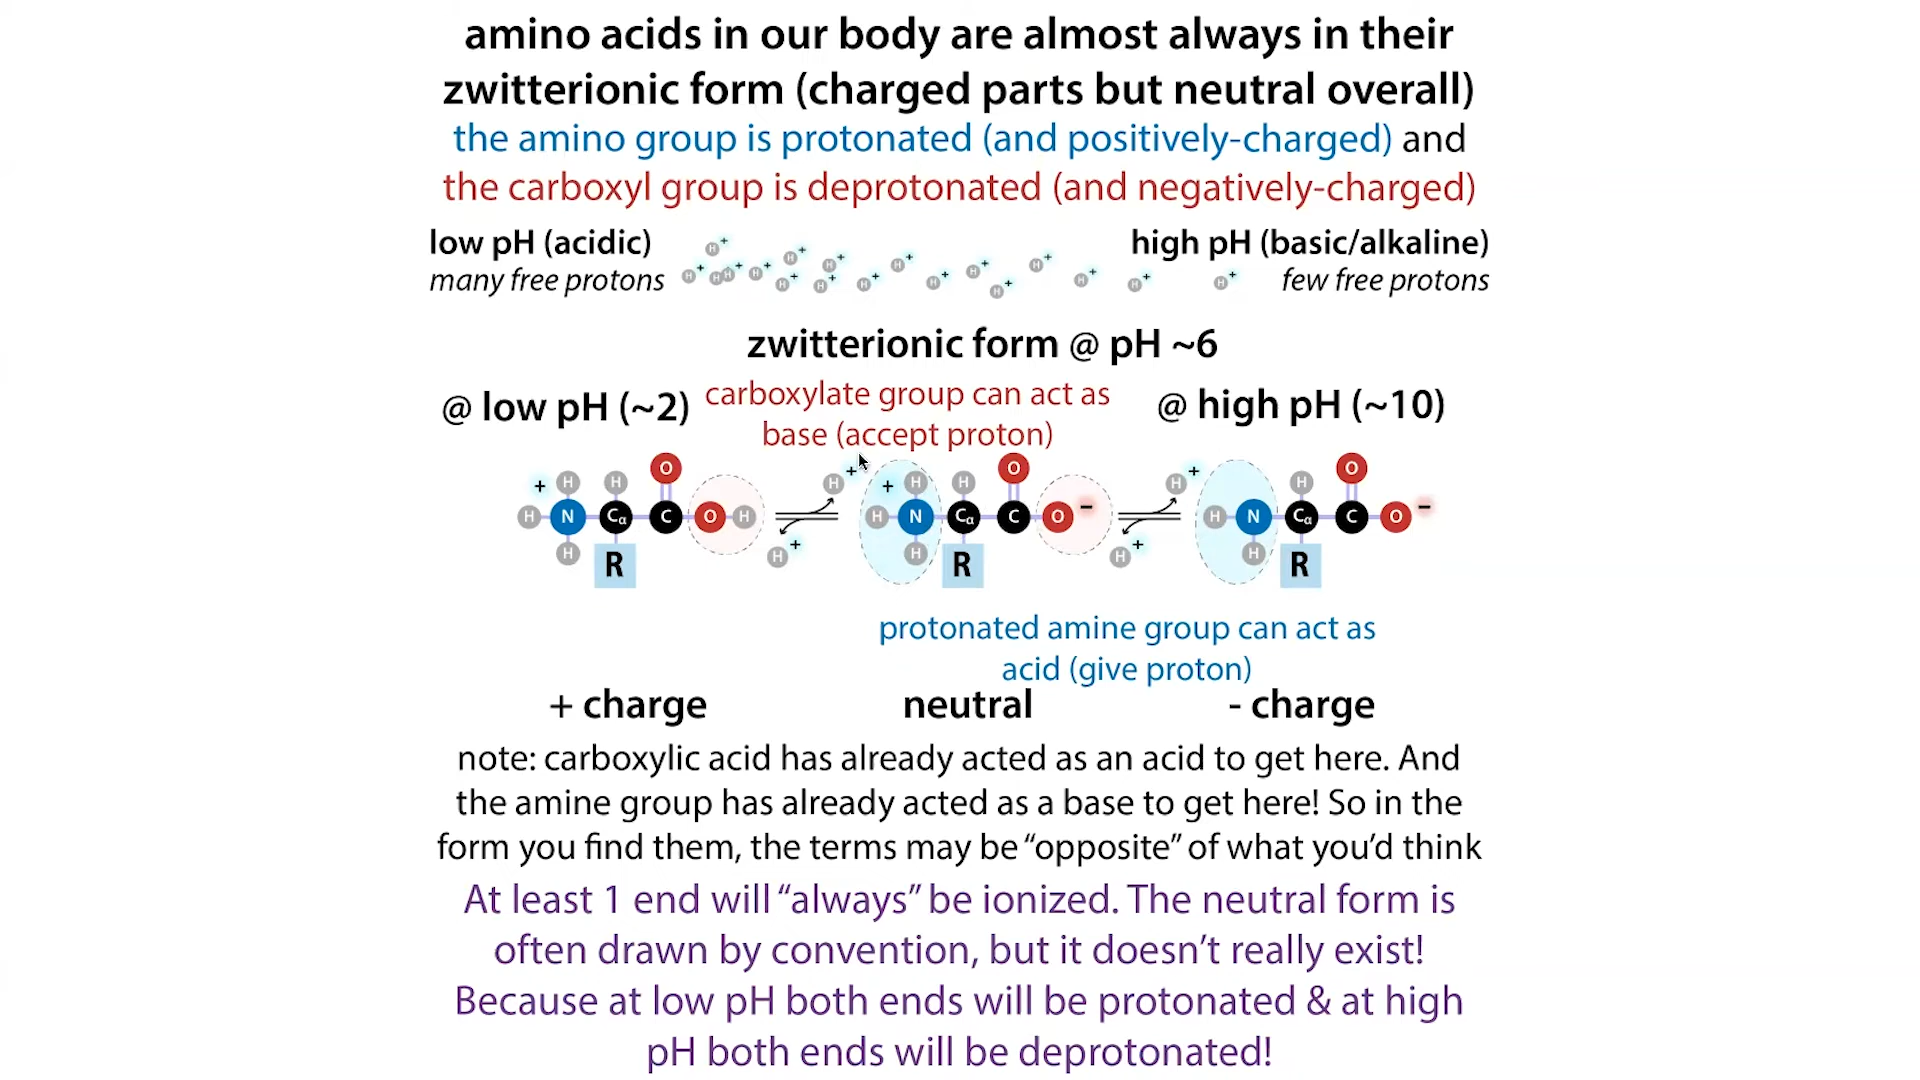 amino acids in our body are almost always in their
zwitterionic form (charged parts but neutral overall)
the amino group is protonated (and positively-charged) and
the carboxyl group is deprotonated (and negatively-charged)
low pH (acidic)
many free protons
H+ H+ H+ H+ H+ H+ H+ H+ H+ H+ H+ H+ H+ H+ H+ H+ H+ H+ H+
high pH (basic/alkaline)
few free protons
zwitterionic form @ pH ~6
@ low pH (~2)
carboxylate group can act as
base (accept proton)
@ high pH (~10)
+ H H O
H N Cα C O H
H R
H+
H+
+ H H O
H N Cα C O −
H R
H+
H+
H O
H N Cα C O −
H R
protonated amine group can act as
acid (give proton)
+ charge
neutral
- charge
note: carboxylic acid has already acted as an acid to get here. And
the amine group has already acted as a base to get here! So in the
form you find them, the terms may be “opposite” of what you’d think
At least 1 end will “always” be ionized. The neutral form is
often drawn by convention, but it doesn’t really exist!
Because at low pH both ends will be protonated & at high
pH both ends will be deprotonated!